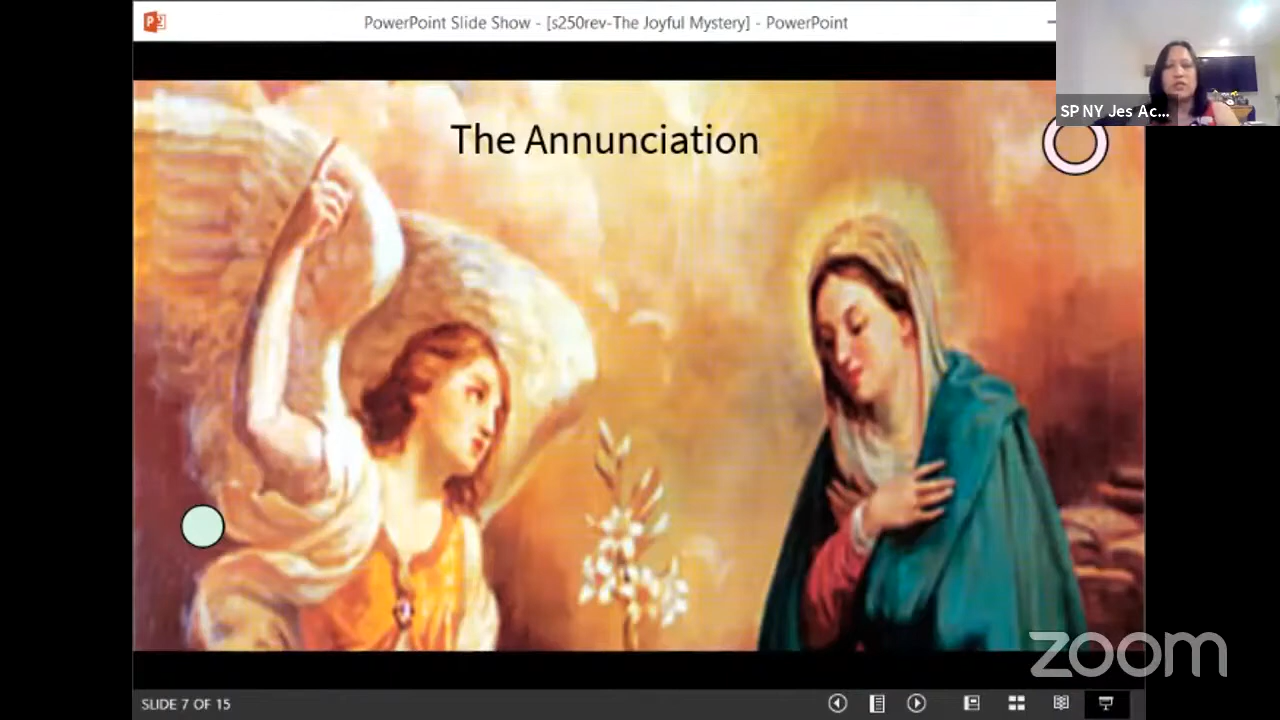 PowerPoint Slide Show - [s250rev-The Joyful Mystery] - PowerPoint
SP NY Jes Ac...
The Annunciation
zoom
SLIDE 7 OF 15